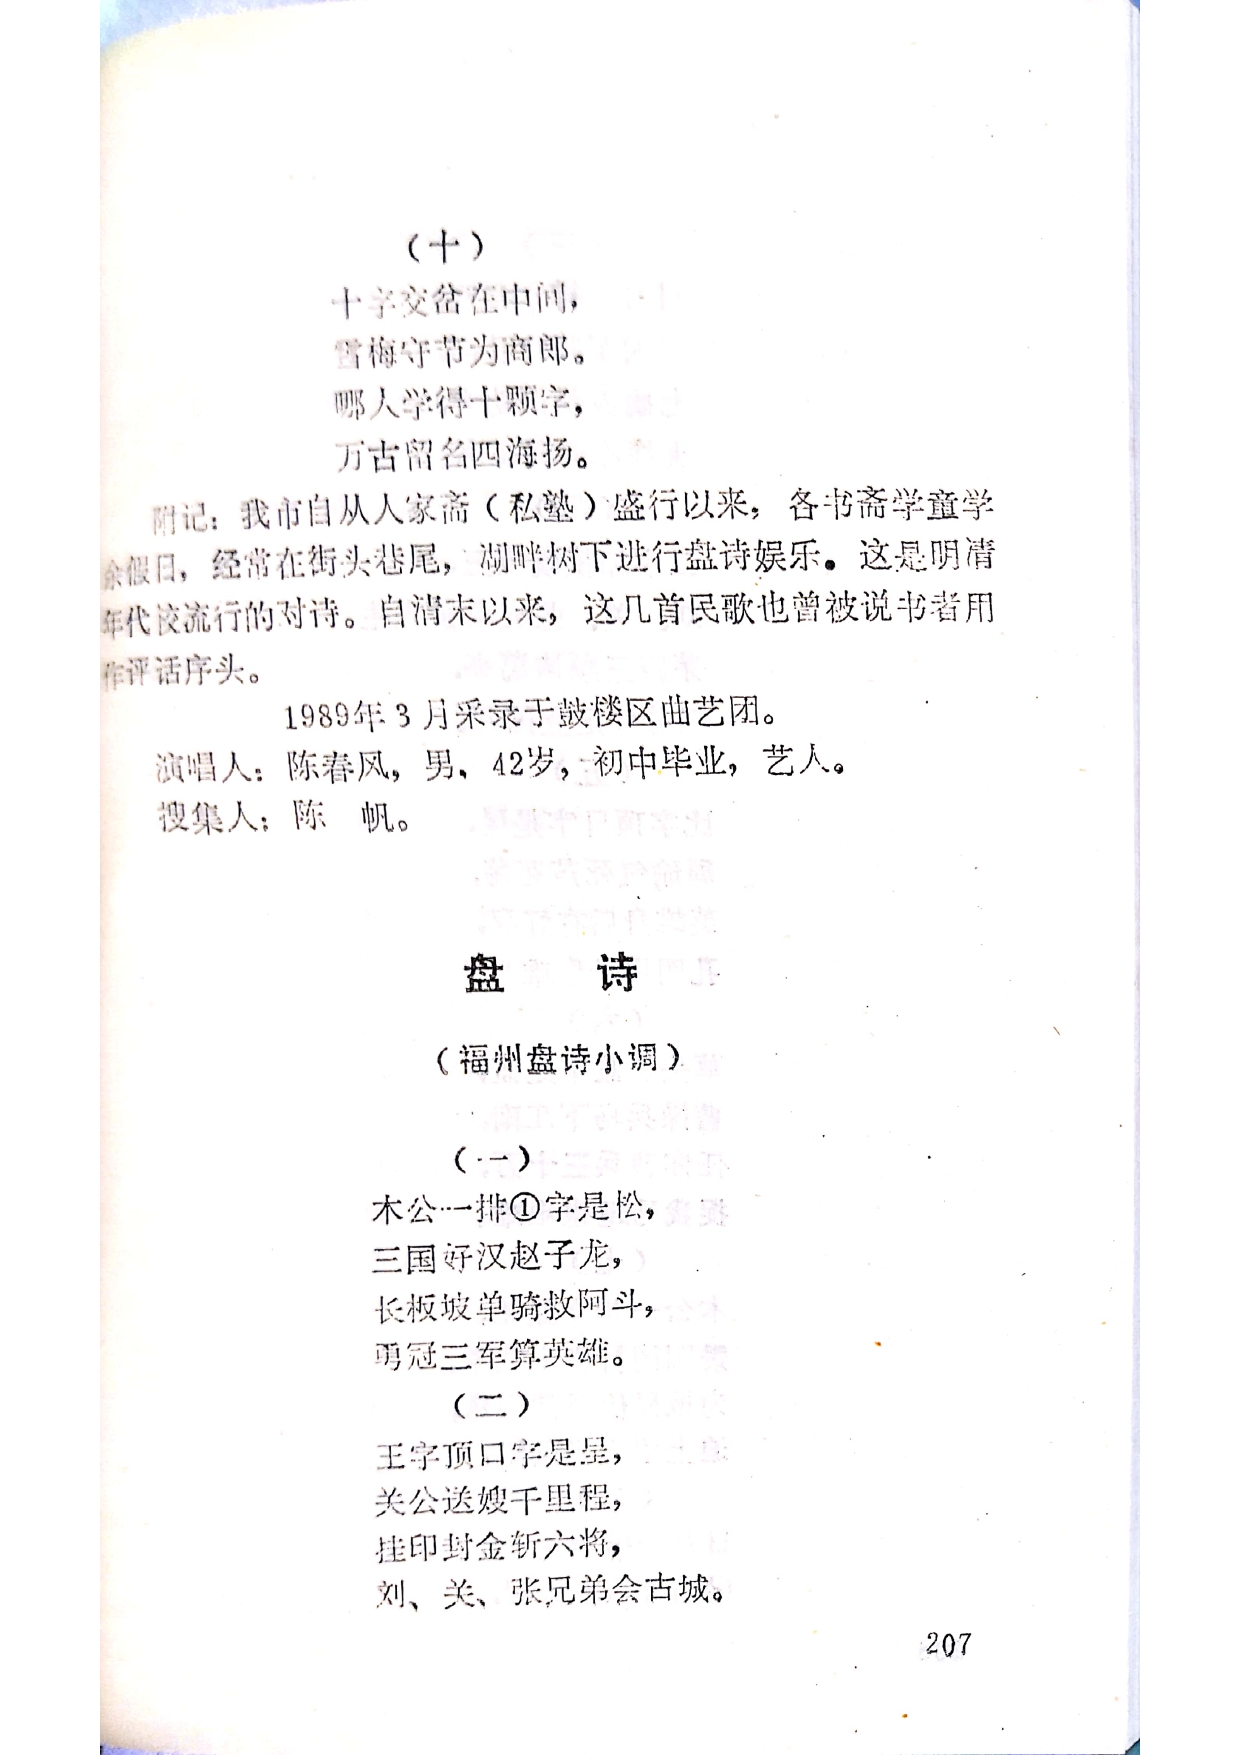 （十）
十字交岔在中间，
雪梅守节为商郎。
哪人学得十颗字，
万古留名四海扬。
附记：我市自从人家斋（私塾）盛行以来，各书斋学童学
余假日，经常在街头巷尾，湖畔树下进行盘诗娱乐。这是明清
年代较流行的对诗。自清末以来，这几首民歌也曾被说书者用
作评话序头。
1989年3月采录于鼓楼区曲艺团。
演唱人：陈春风，男，42岁，初中毕业，艺人。
搜集人：陈 帆。
盘 诗
（福州盘诗小调）
（一）
木公一排①字是松，
三国好汉赵子龙，
长板坡单骑救阿斗，
勇冠三军算英雄。
（二）
王字顶口字是呈，
关公送嫂千里程，
挂印封金斩六将，
刘、关、张兄弟会古城。
207